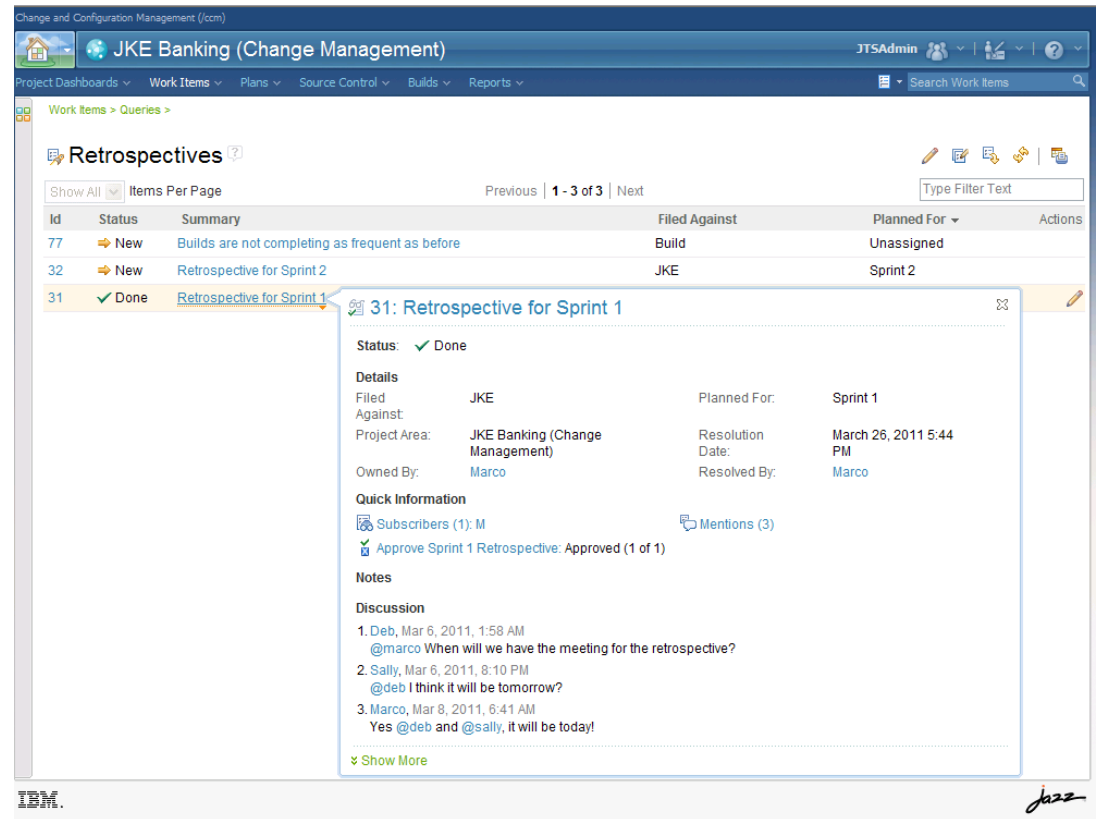 Change and Configuration Management (/ccm)
JKE Banking (Change Management)
JTSAdmin
Project Dashboards Work Items Plans Source Control Builds Reports
Search Work Items
Work Items > Queries >
Retrospectives ?
Show All Items Per Page Previous | 1 - 3 of 3 | Next
Type Filter Text
Id Status Summary Filed Against Planned For Actions
77 New Builds are not completing as frequent as before Build Unassigned
32 New Retrospective for Sprint 2 JKE Sprint 2
31 Done Retrospective for Sprint 1
31: Retrospective for Sprint 1
Status: Done
Details
Filed Against: JKE Planned For: Sprint 1
Project Area: JKE Banking (Change Management) Resolution Date: March 26, 2011 5:44 PM
Owned By: Marco Resolved By: Marco
Quick Information
Subscribers (1): M Mentions (3)
Approve Sprint 1 Retrospective: Approved (1 of 1)
Notes
Discussion
1. Deb, Mar 6, 2011, 1:58 AM
@marco When will we have the meeting for the retrospective?
2. Sally, Mar 6, 2011, 8:10 PM
@deb I think it will be tomorrow?
3. Marco, Mar 8, 2011, 6:41 AM
Yes @deb and @sally, it will be today!
Show More
IBM.
jazz